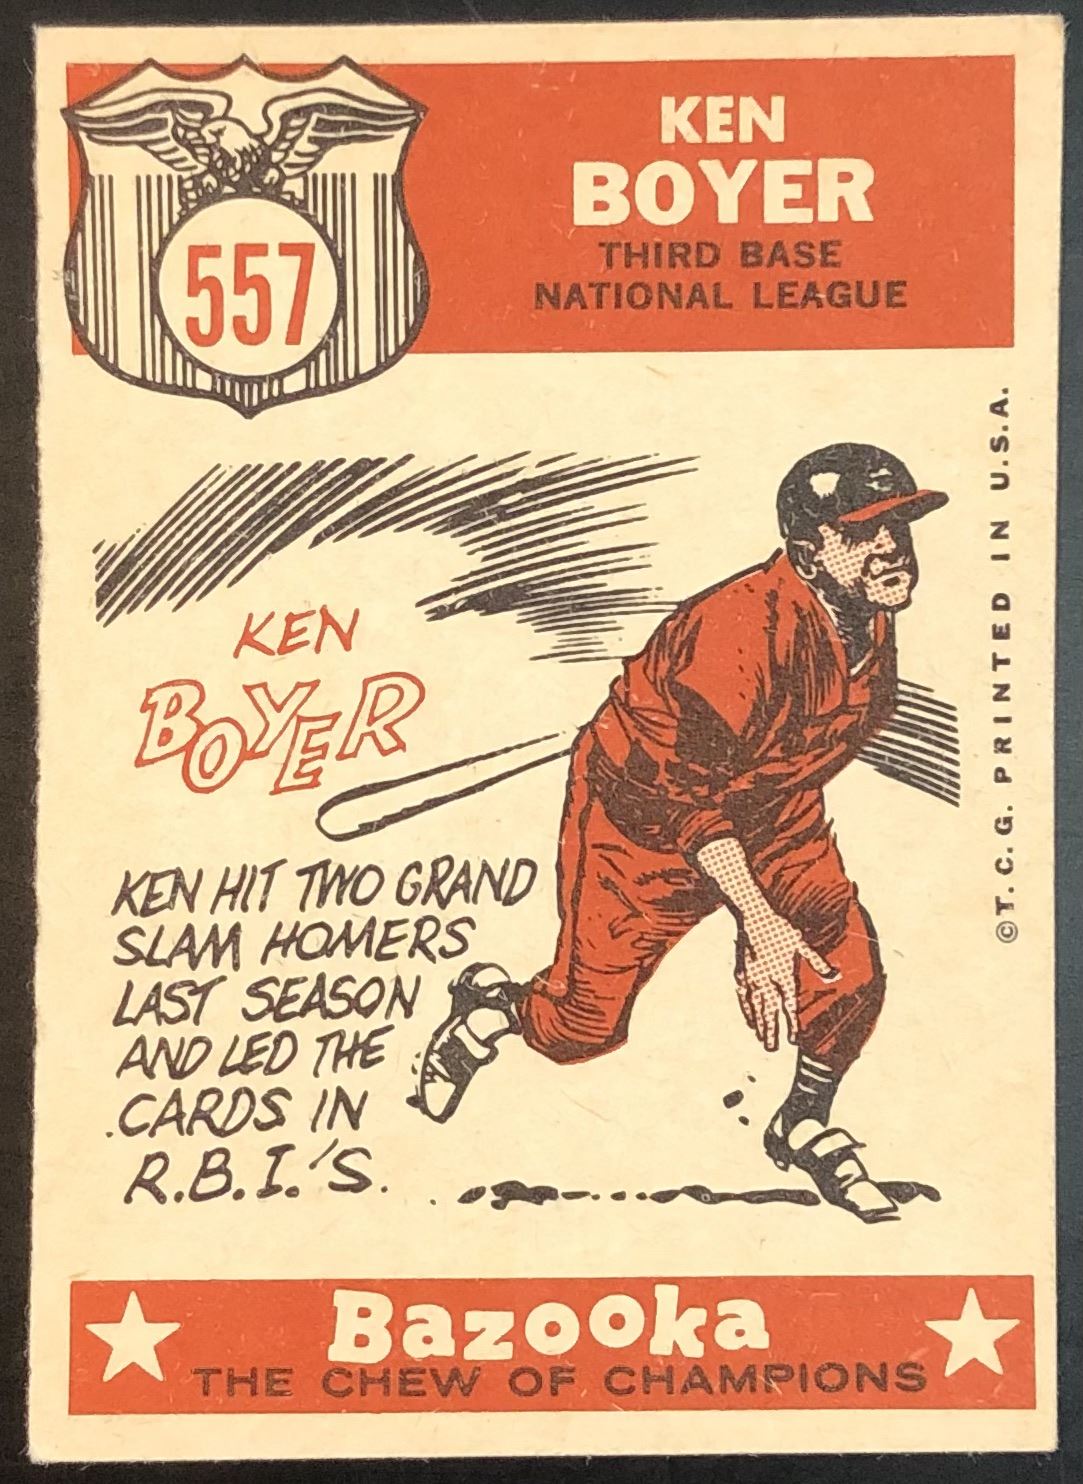 557
KEN
BOYER
THIRD BASE
NATIONAL LEAGUE
KEN
BOYER
KEN HIT TWO GRAND
SLAM HOMERS
LAST SEASON
AND LED THE
CARDS IN
R.B.I.'S.
©T.C.G. PRINTED IN U.S.A.
Bazooka
THE CHEW OF CHAMPIONS